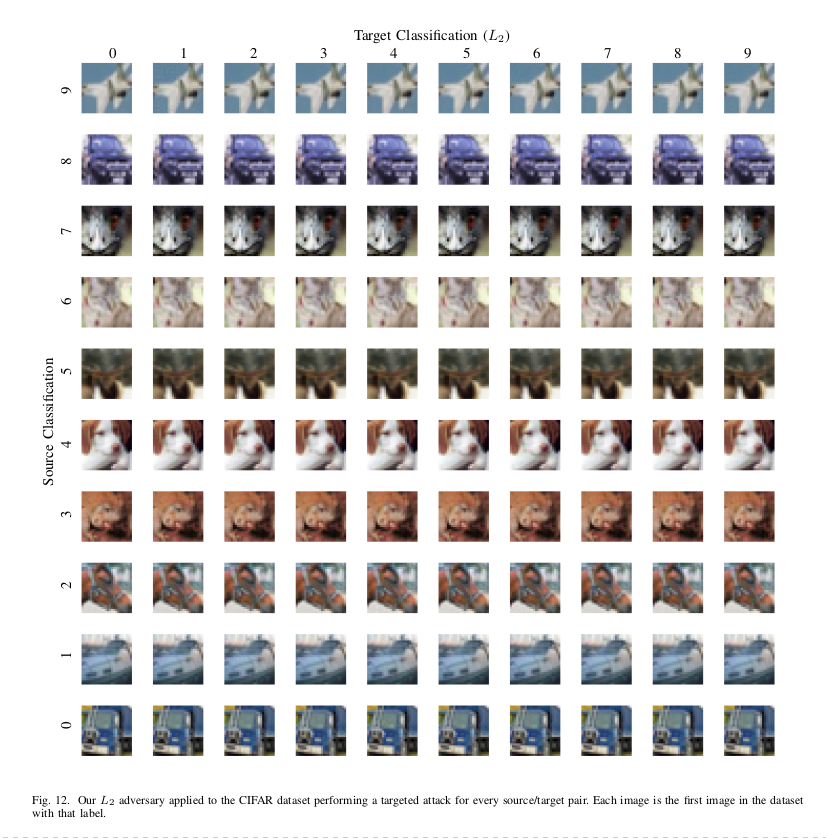 Target Classification (L2)
0 1 2 3 4 5 6 7 8 9
Source Classification
9
8
7
6
5
4
3
2
1
0
Fig. 12. Our L2 adversary applied to the CIFAR dataset performing a targeted attack for every source/target pair. Each image is the first image in the dataset
with that label.